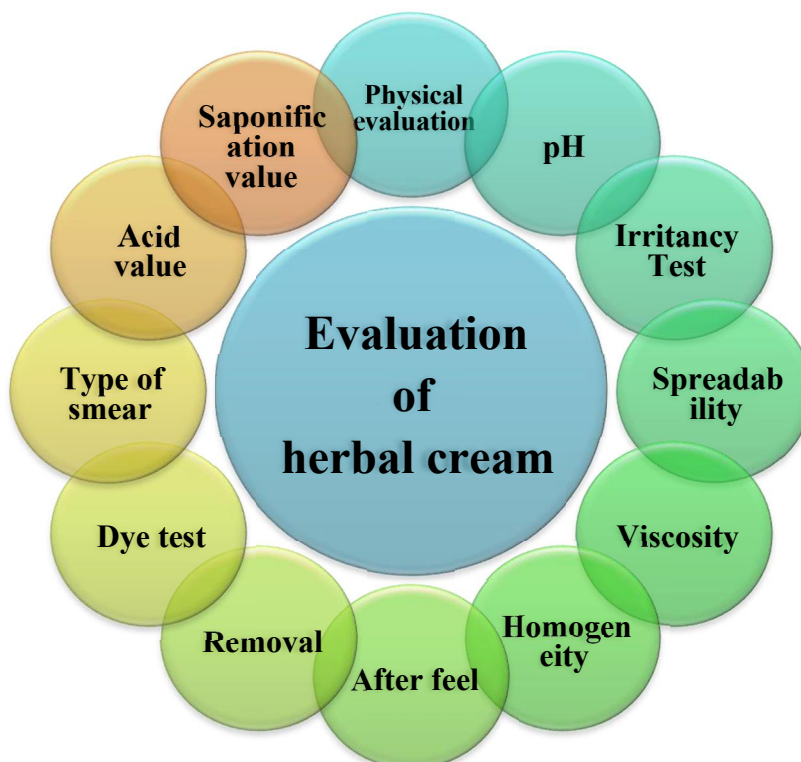 Evaluation
of
herbal cream
Physical
evaluation
pH
Irritancy
Test
Spreadab
ility
Viscosity
Homogen
eity
After feel
Removal
Dye test
Type of
smear
Acid
value
Saponific
ation
value